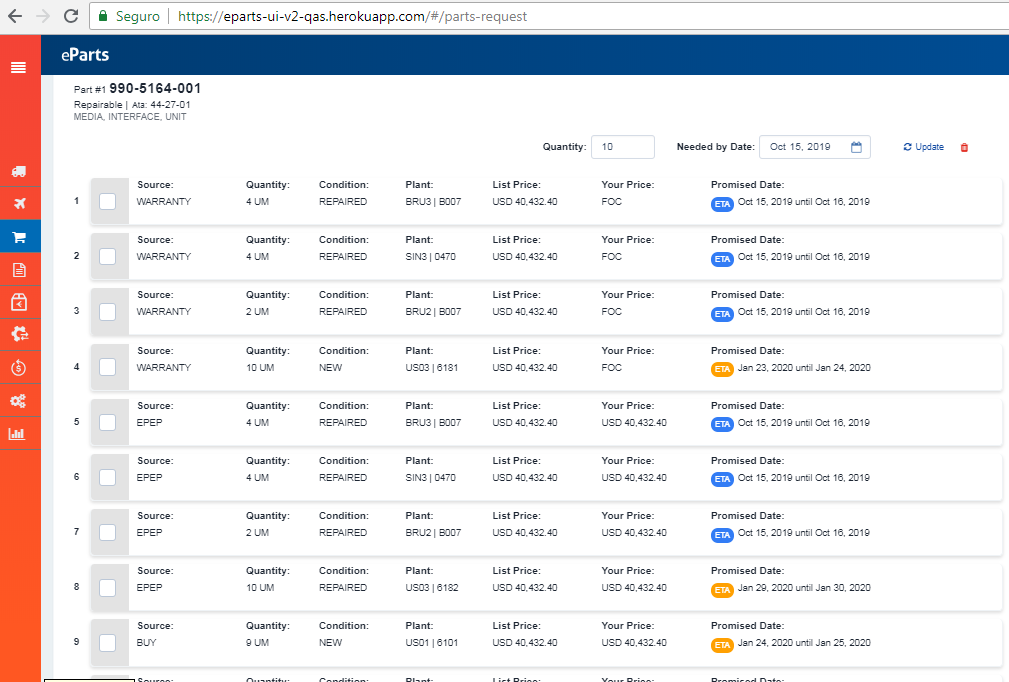 Seguro https://eparts-ui-v2-qas.herokuapp.com/#/parts-request
eParts
Part #1 990-5164-001
Repairable | Ata: 44-27-01
MEDIA, INTERFACE, UNIT
Quantity: 10 Needed by Date: Oct 15, 2019 Update
Source: Quantity: Condition: Plant: List Price: Your Price: Promised Date:
1 WARRANTY 4 UM REPAIRED BRU3 | B007 USD 40,432.40 FOC ETA Oct 15, 2019 until Oct 16, 2019
Source: Quantity: Condition: Plant: List Price: Your Price: Promised Date:
2 WARRANTY 4 UM REPAIRED SIN3 | 0470 USD 40,432.40 FOC ETA Oct 15, 2019 until Oct 16, 2019
Source: Quantity: Condition: Plant: List Price: Your Price: Promised Date:
3 WARRANTY 2 UM REPAIRED BRU2 | B007 USD 40,432.40 FOC ETA Oct 15, 2019 until Oct 16, 2019
Source: Quantity: Condition: Plant: List Price: Your Price: Promised Date:
4 WARRANTY 10 UM NEW US03 | 6181 USD 40,432.40 FOC ETA Jan 23, 2020 until Jan 24, 2020
Source: Quantity: Condition: Plant: List Price: Your Price: Promised Date:
5 EPEP 4 UM REPAIRED BRU3 | B007 USD 40,432.40 USD 40,432.40 ETA Oct 15, 2019 until Oct 16, 2019
Source: Quantity: Condition: Plant: List Price: Your Price: Promised Date:
6 EPEP 4 UM REPAIRED SIN3 | 0470 USD 40,432.40 USD 40,432.40 ETA Oct 15, 2019 until Oct 16, 2019
Source: Quantity: Condition: Plant: List Price: Your Price: Promised Date:
7 EPEP 2 UM REPAIRED BRU2 | B007 USD 40,432.40 USD 40,432.40 ETA Oct 15, 2019 until Oct 16, 2019
Source: Quantity: Condition: Plant: List Price: Your Price: Promised Date:
8 EPEP 10 UM REPAIRED US03 | 6182 USD 40,432.40 USD 40,432.40 ETA Jan 29, 2020 until Jan 30, 2020
Source: Quantity: Condition: Plant: List Price: Your Price: Promised Date:
9 BUY 9 UM NEW US01 | 6101 USD 40,432.40 USD 40,432.40 ETA Jan 24, 2020 until Jan 25, 2020
Source: Quantity: Condition: Plant: List Price: Your Price: Promised Date: